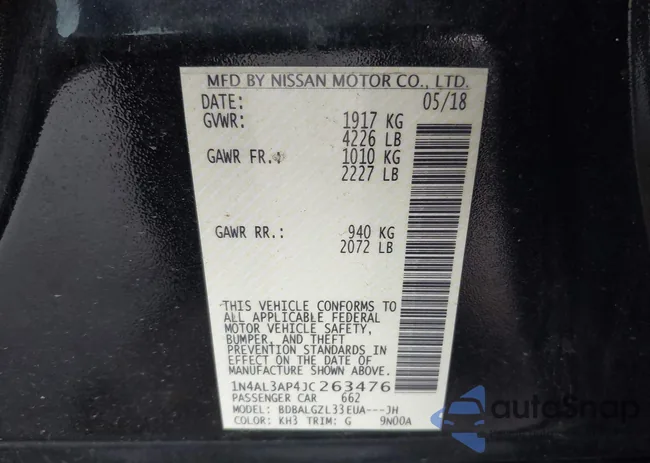 MFD BY NISSAN MOTOR CO., LTD.
DATE: 05/18
GVWR: 1917 KG
4226 LB
GAWR FR.: 1010 KG
2227 LB
GAWR RR.: 940 KG
2072 LB
THIS VEHICLE CONFORMS TO
ALL APPLICABLE FEDERAL
MOTOR VEHICLE SAFETY,
BUMPER, AND THEFT
PREVENTION STANDARDS IN
EFFECT ON THE DATE OF
MANUFACTURE SHOWN ABOVE.
1N4AL3AP4JC263476
PASSENGER CAR 662
MODEL: BDBALGZL33EUA---JH
COLOR: KH3 TRIM: G 9N00A
autoSnap